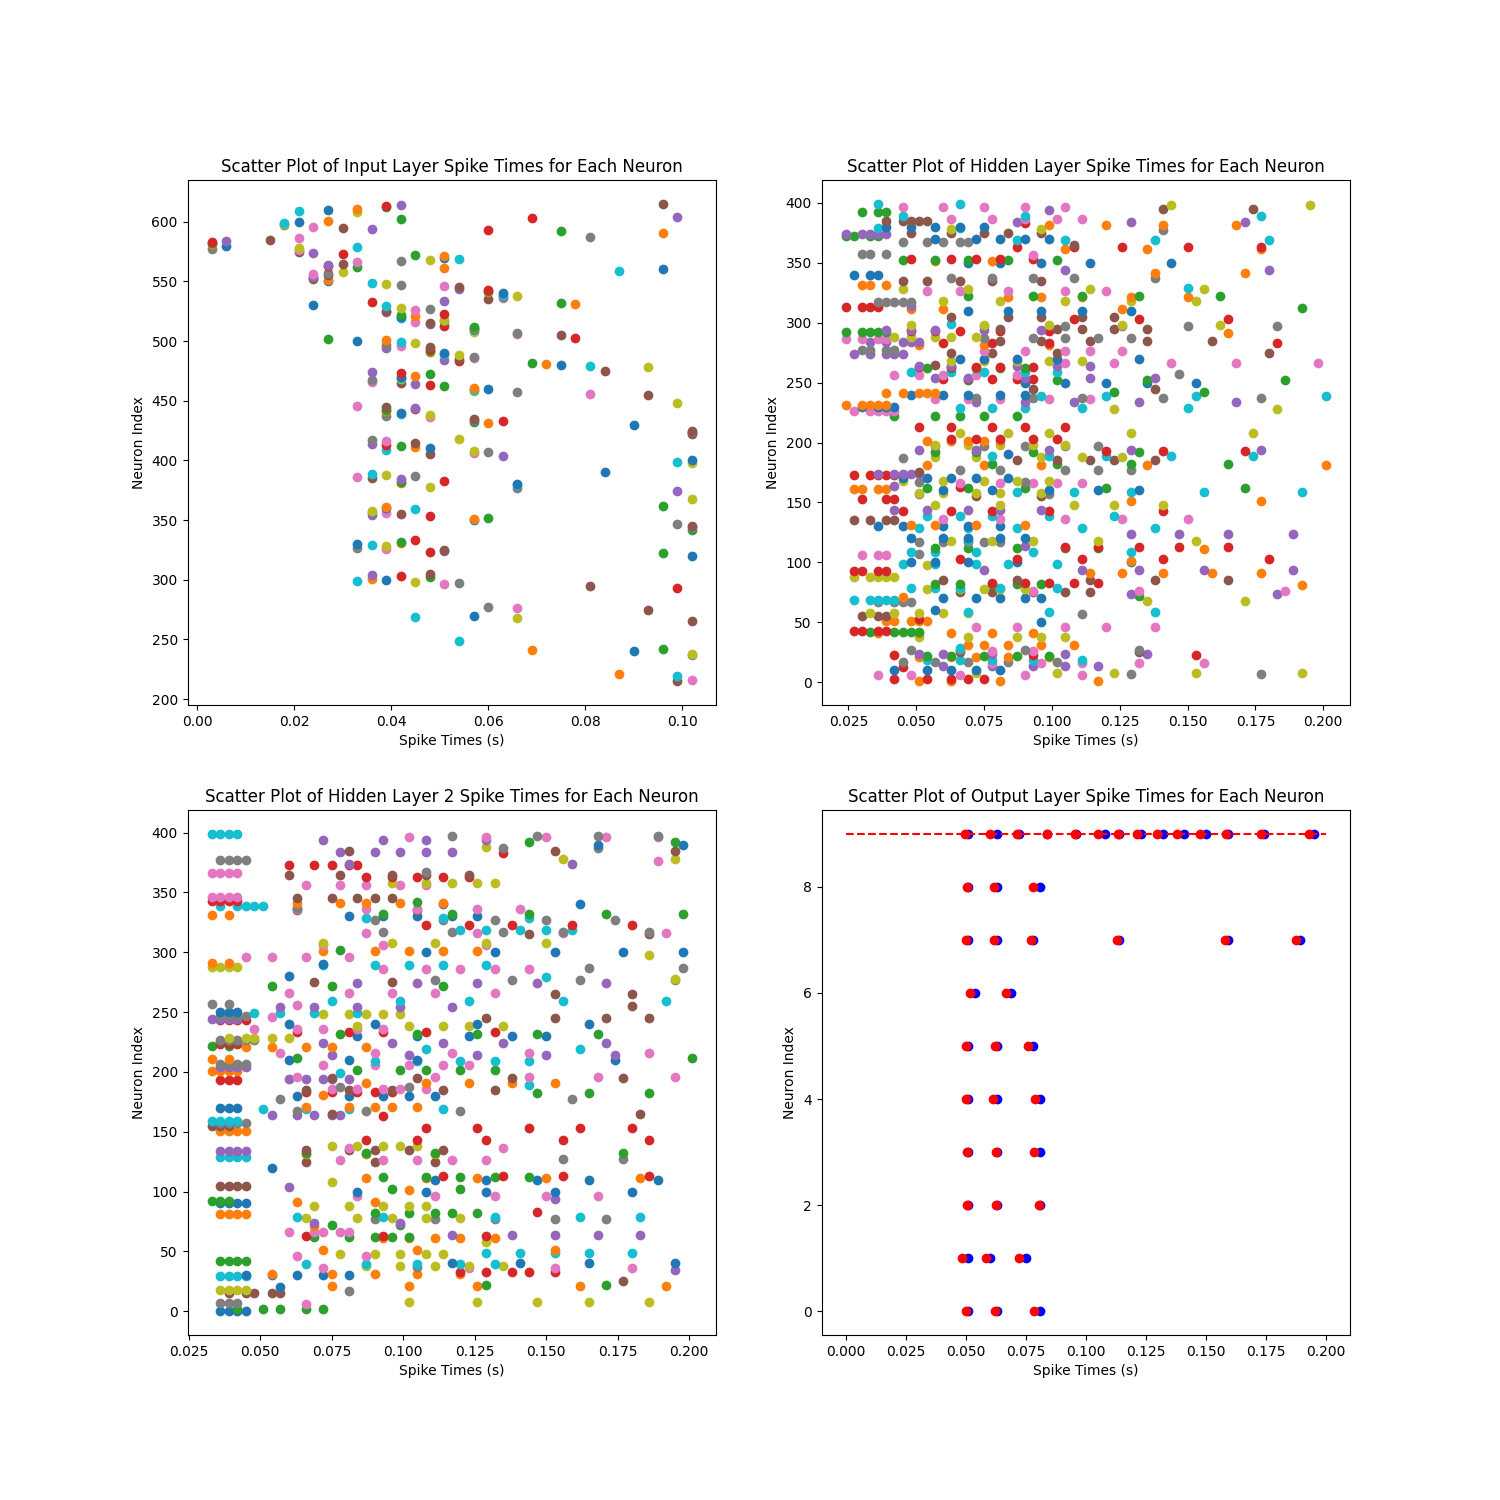 Scatter Plot of Input Layer Spike Times for Each Neuron
600
550
500
450
400
350
300
250
200
Neuron Index
0.00 0.02 0.04 0.06 0.08 0.10
Spike Times (s)
Scatter Plot of Hidden Layer Spike Times for Each Neuron
400
350
300
250
200
150
100
50
0
Neuron Index
0.025 0.050 0.075 0.100 0.125 0.150 0.175 0.200
Spike Times (s)
Scatter Plot of Hidden Layer 2 Spike Times for Each Neuron
400
350
300
250
200
150
100
50
0
Neuron Index
0.025 0.050 0.075 0.100 0.125 0.150 0.175 0.200
Spike Times (s)
Scatter Plot of Output Layer Spike Times for Each Neuron
8
6
4
2
0
Neuron Index
0.000 0.025 0.050 0.075 0.100 0.125 0.150 0.175 0.200
Spike Times (s)